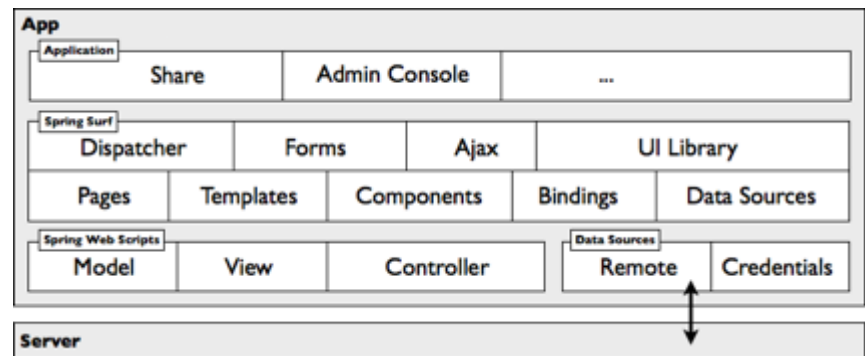 App
Application
Share Admin Console ...
Spring Surf
Dispatcher Forms Ajax UI Library
Pages Templates Components Bindings Data Sources
Spring Web Scripts Data Sources
Model View Controller Remote Credentials
Server